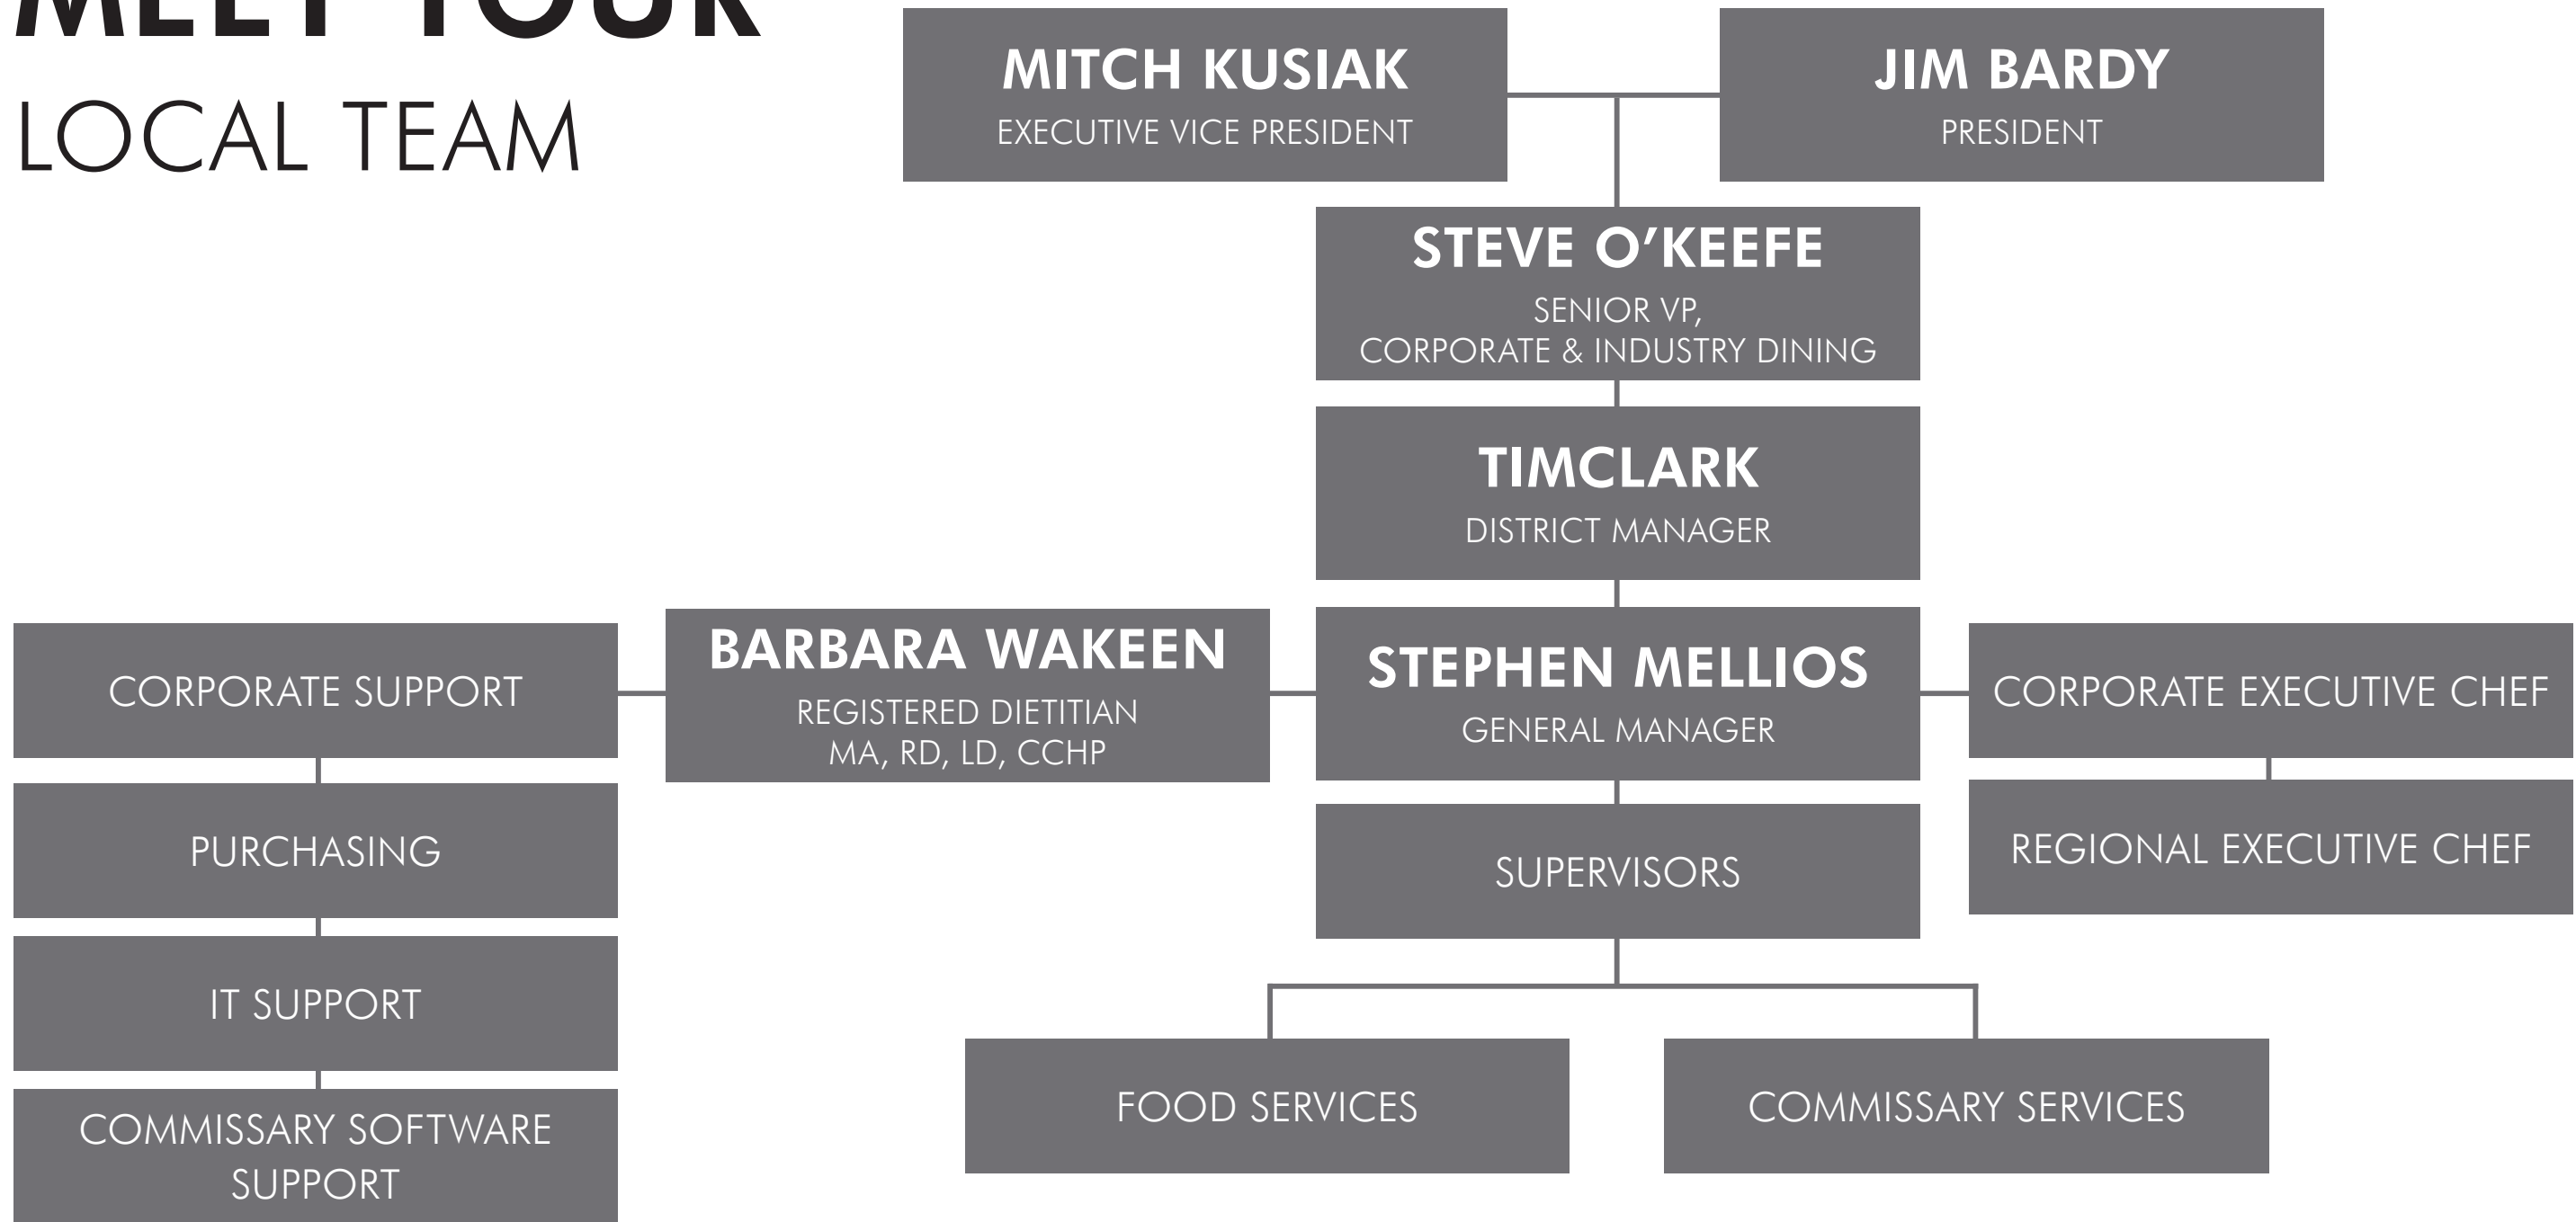 MEET YOUR
LOCAL TEAM
MITCH KUSIAK
EXECUTIVE VICE PRESIDENT
JIM BARDY
PRESIDENT
STEVE O’KEEFE
SENIOR VP,
CORPORATE & INDUSTRY DINING
TIMCLARK
DISTRICT MANAGER
CORPORATE SUPPORT
BARBARA WAKEEN
REGISTERED DIETITIAN
MA, RD, LD, CCHP
STEPHEN MELLIOS
GENERAL MANAGER
CORPORATE EXECUTIVE CHEF
PURCHASING
SUPERVISORS
REGIONAL EXECUTIVE CHEF
IT SUPPORT
FOOD SERVICES
COMMISSARY SERVICES
COMMISSARY SOFTWARE
SUPPORT